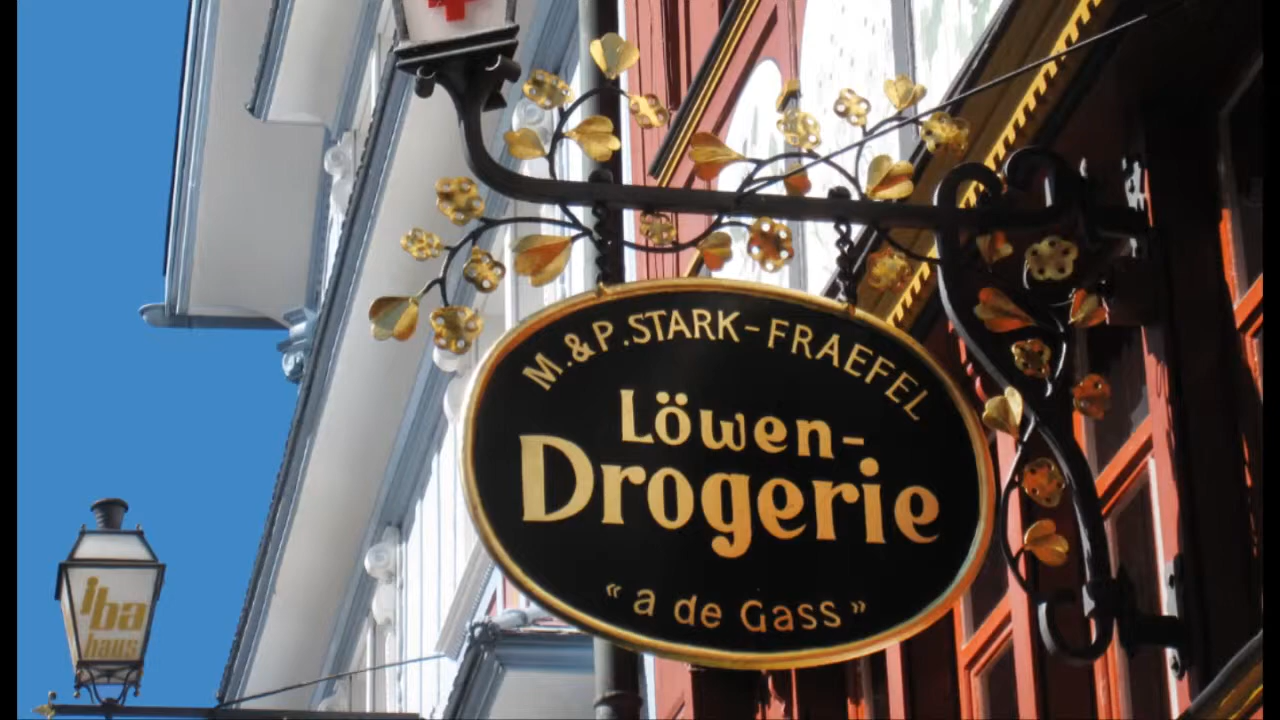 M.&P.STARK-FRAEFEL
Löwen-
Drogerie
«a de Gass»
iba
haus